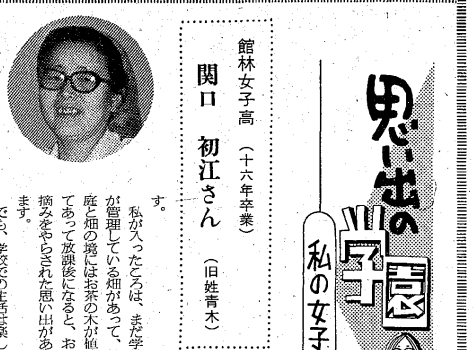 思い出の
学園
私の女子
館林女子高 (十六年卒業)
関口 初江さん (旧姓青木)
す。
私が入ったころは、まだ学
が管理している畑があって、
庭と畑の境にはお茶の木が植
てあって放課後になると、お
摘みをやらされた思い出があ
ます。